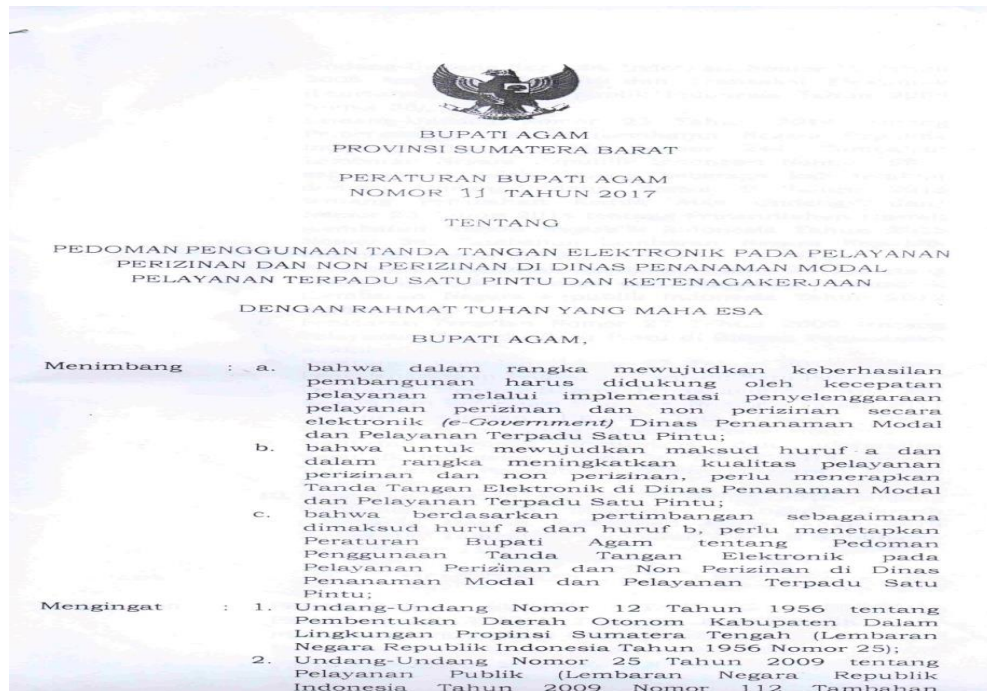 BUPATI AGAM
PROVINSI SUMATERA BARAT
PERATURAN BUPATI AGAM
NOMOR 11 TAHUN 2017
TENTANG
PEDOMAN PENGGUNAAN TANDA TANGAN ELEKTRONIK PADA PELAYANAN
PERIZINAN DAN NON PERIZINAN DI DINAS PENANAMAN MODAL
PELAYANAN TERPADU SATU PINTU DAN KETENAGAKERJAAN
DENGAN RAHMAT TUHAN YANG MAHA ESA
BUPATI AGAM,
Menimbang : a. bahwa dalam rangka mewujudkan keberhasilan
pembangunan harus didukung oleh kecepatan
pelayanan melalui implementasi penyelenggaraan
pelayanan perizinan dan non perizinan secara
elektronik (e-Government) Dinas Penanaman Modal
dan Pelayanan Terpadu Satu Pintu;
b. bahwa untuk mewujudkan maksud huruf a dan
dalam rangka meningkatkan kualitas pelayanan
perizinan dan non perizinan, perlu menerapkan
Tanda Tangan Elektronik di Dinas Penanaman Modal
dan Pelayanan Terpadu Satu Pintu;
c. bahwa berdasarkan pertimbangan sebagaimana
dimaksud huruf a dan huruf b, perlu menetapkan
Peraturan Bupati Agam tentang Pedoman
Penggunaan Tanda Tangan Elektronik pada
Pelayanan Perizinan dan Non Perizinan di Dinas
Penanaman Modal dan Pelayanan Terpadu Satu
Pintu;
Mengingat : 1. Undang-Undang Nomor 12 Tahun 1956 tentang
Pembentukan Daerah Otonom Kabupaten Dalam
Lingkungan Propinsi Sumatera Tengah (Lembaran
Negara Republik Indonesia Tahun 1956 Nomor 25);
2. Undang-Undang Nomor 25 Tahun 2009 tentang
Pelayanan Publik (Lembaran Negara Republik
Indonesia Tahun 2009 Nomor 112 Tambahan